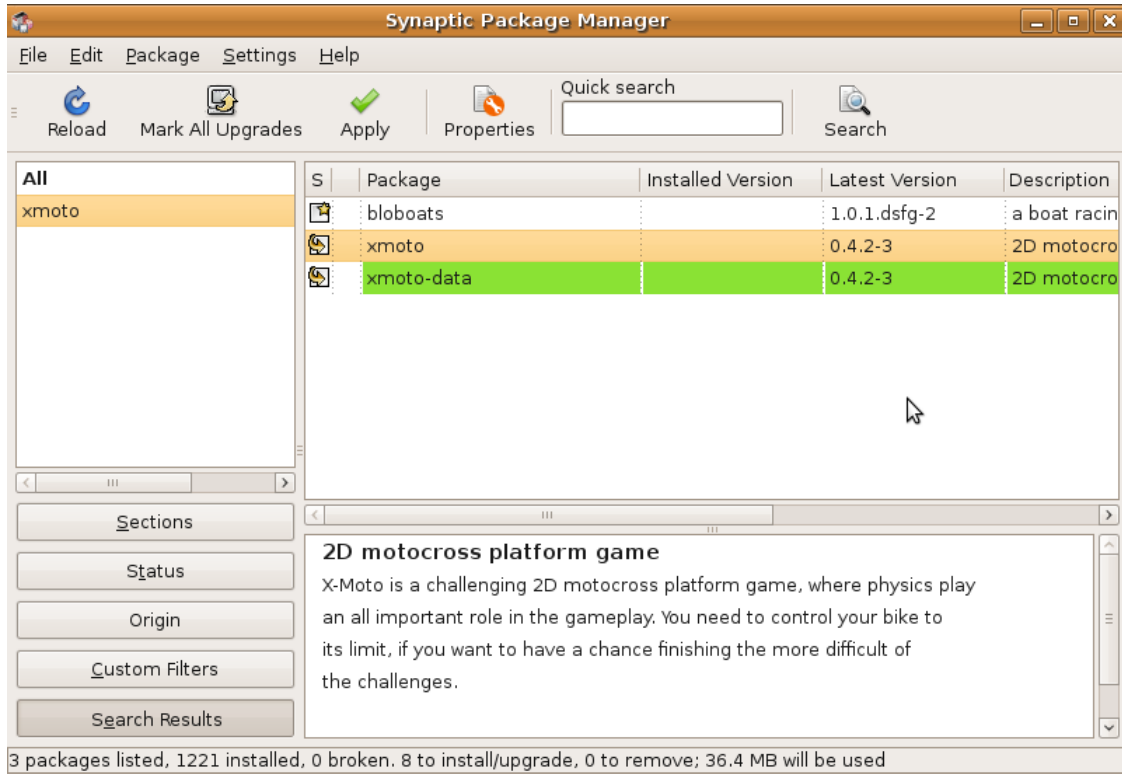 Synaptic Package Manager
File Edit Package Settings Help
Quick search
Reload Mark All Upgrades Apply Properties Search
All
xmoto
S Package Installed Version Latest Version Description
bloboats 1.0.1.dsfg-2 a boat racin
xmoto 0.4.2-3 2D motocro
xmoto-data 0.4.2-3 2D motocro
Sections
Status
Origin
Custom Filters
Search Results
2D motocross platform game
X-Moto is a challenging 2D motocross platform game, where physics play
an all important role in the gameplay. You need to control your bike to
its limit, if you want to have a chance finishing the more difficult of
the challenges.
3 packages listed, 1221 installed, 0 broken. 8 to install/upgrade, 0 to remove; 36.4 MB will be used